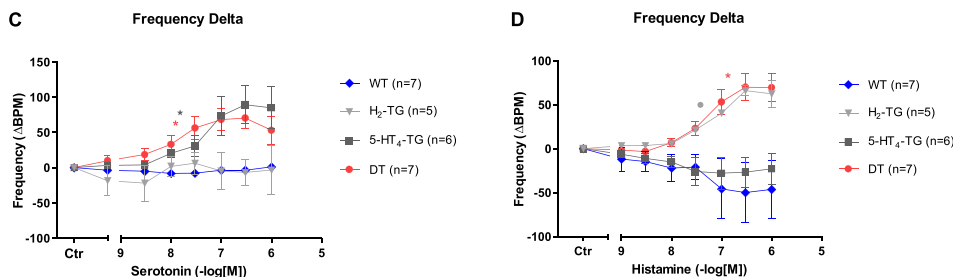 C
Frequency Delta
Frequency (ΔBPM)
150
100
50
0
-50
-100
*
*
Ctr
9
8
7
6
5
Serotonin (-log[M])
WT (n=7)
H₂-TG (n=5)
5-HT₄-TG (n=6)
DT (n=7)
D
Frequency Delta
Frequency (ΔBPM)
100
50
0
-50
-100
*
Ctr
9
8
7
6
5
Histamine (-log[M])
WT (n=7)
H₂-TG (n=5)
5-HT₄-TG (n=6)
DT (n=7)